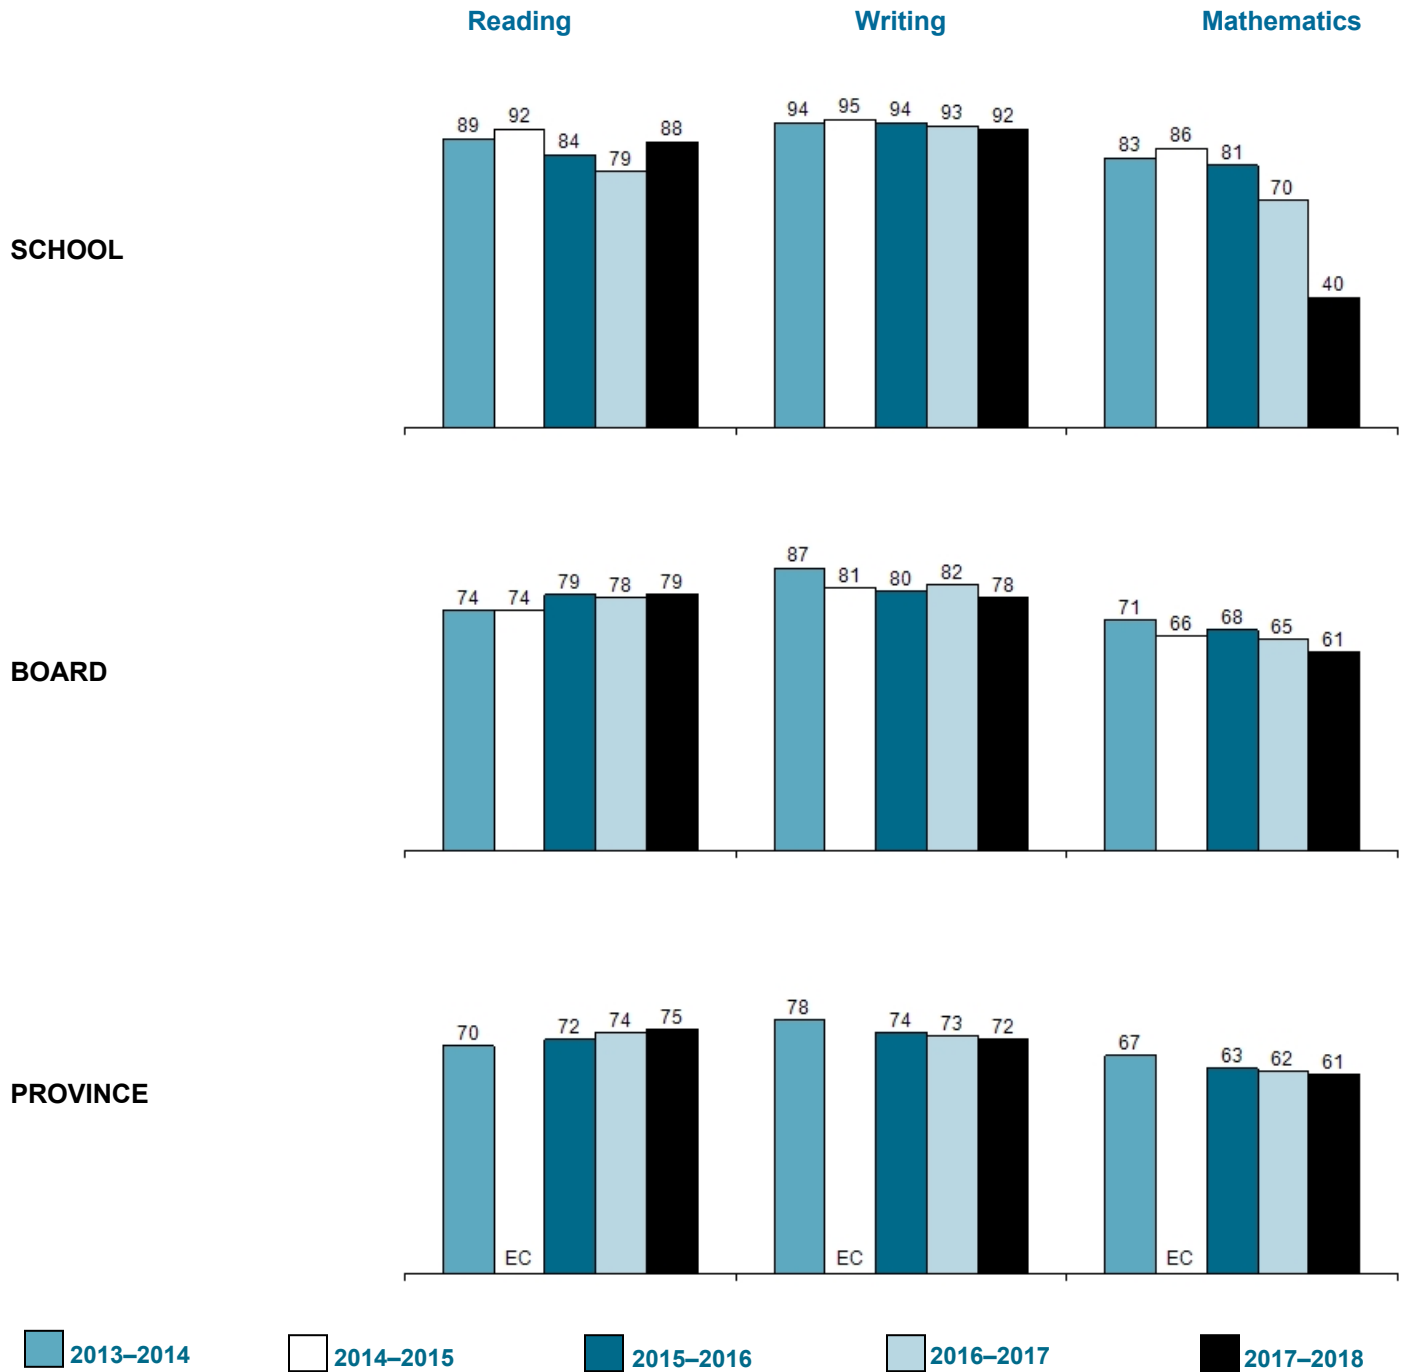 Reading Writing Mathematics
SCHOOL
89 92 84 79 88 94 95 94 93 92 83 86 81 70 40
BOARD
74 74 79 78 79 87 81 80 82 78 71 66 68 65 61
PROVINCE
70 EC 72 74 75 78 EC 74 73 72 67 EC 63 62 61
2013–2014 2014–2015 2015–2016 2016–2017 2017–2018